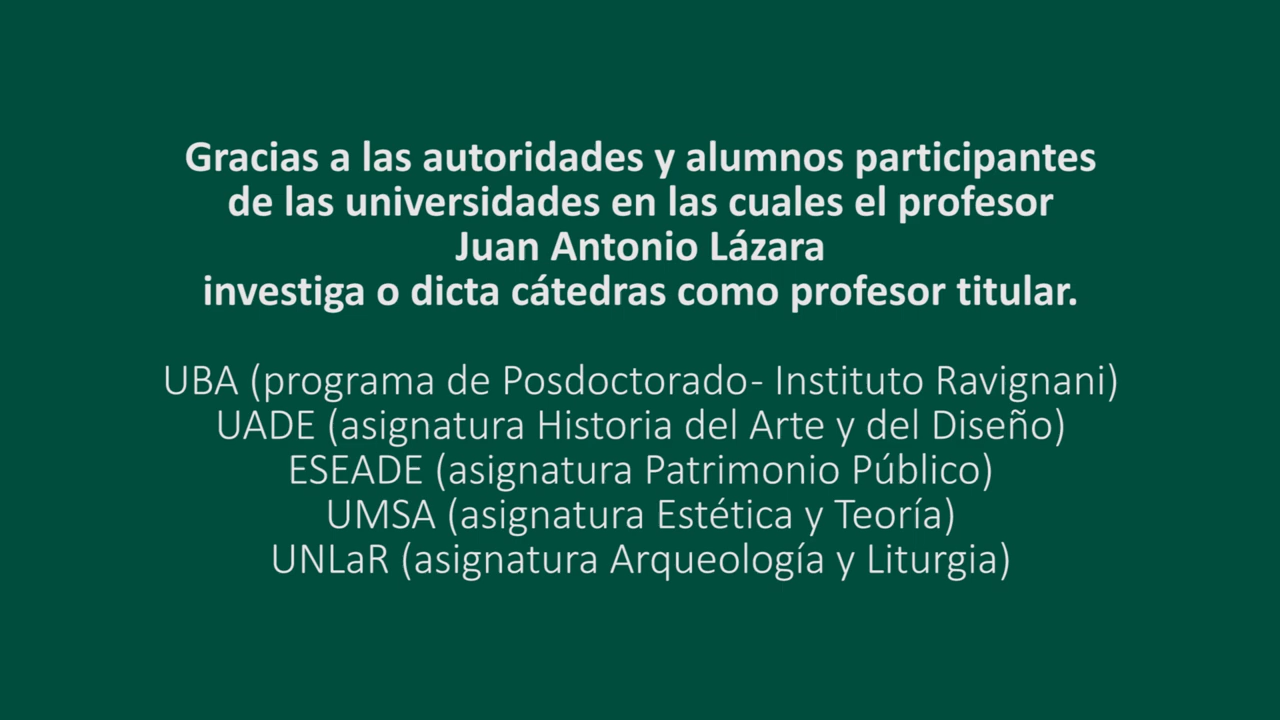 Gracias a las autoridades y alumnos participantes
de las universidades en las cuales el profesor
Juan Antonio Lázara
investiga o dicta cátedras como profesor titular.
UBA (programa de Posdoctorado- Instituto Ravignani)
UADE (asignatura Historia del Arte y del Diseño)
ESEADE (asignatura Patrimonio Público)
UMSA (asignatura Estética y Teoría)
UNLaR (asignatura Arqueología y Liturgia)